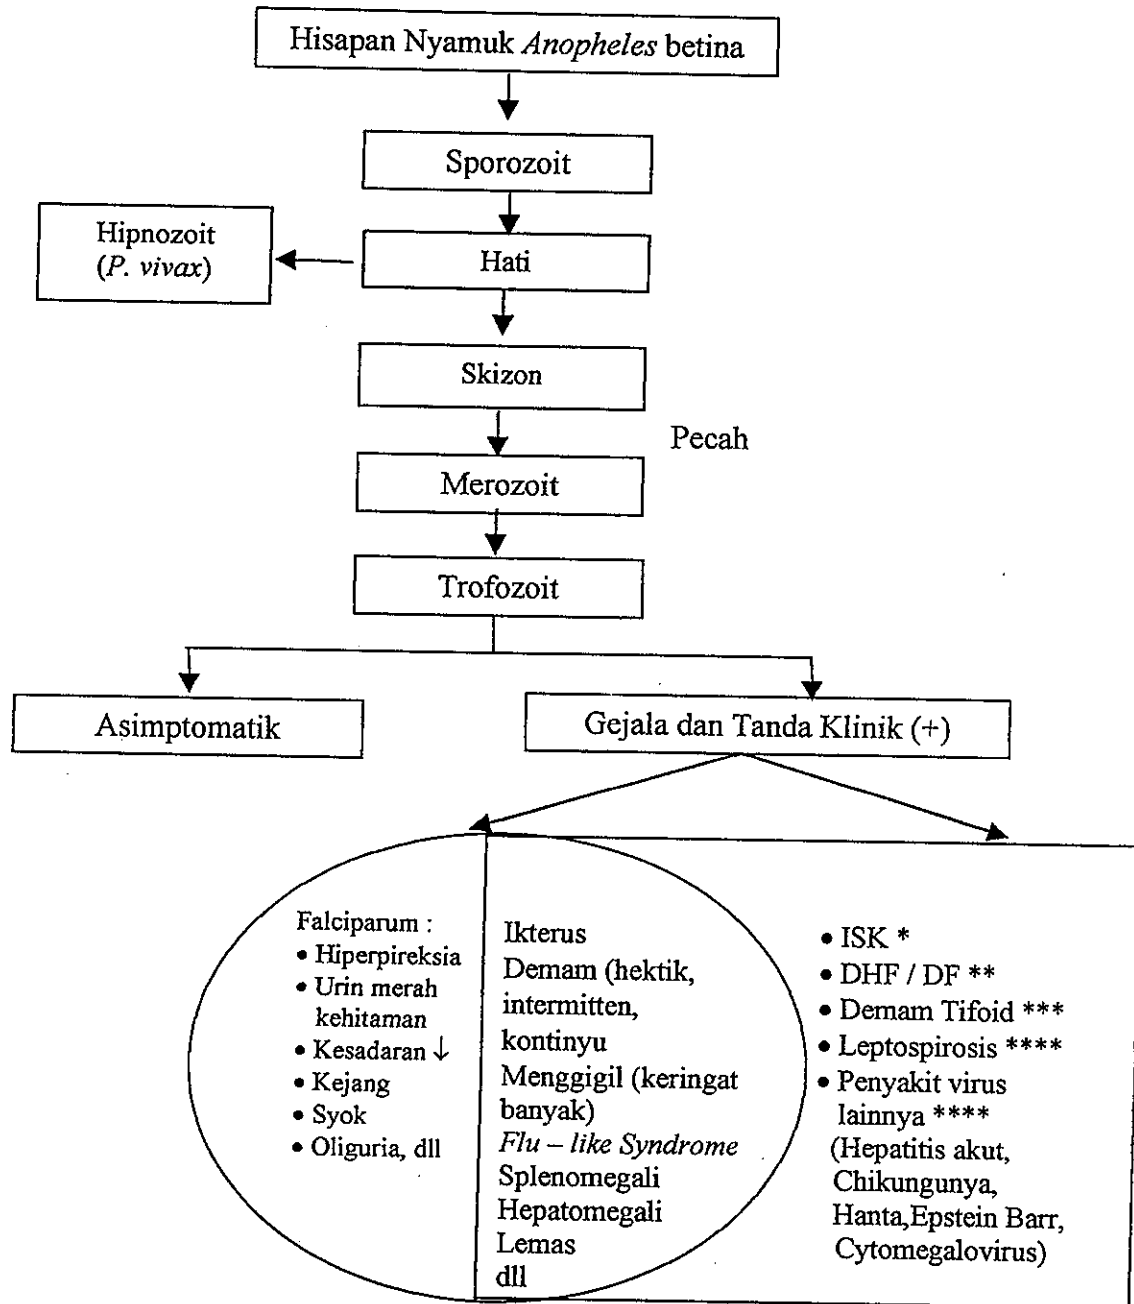 Hisapan Nyamuk Anopheles betina
Sporozoit
Hipnozoit
(P. vivax)
Hati
Skizon
Pecah
Merozoit
Trofozoit
Asimptomatik
Gejala dan Tanda Klinik (+)
Falciparum :
• Hiperpireksia
• Urin merah
kehitaman
• Kesadaran ↓
• Kejang
• Syok
• Oliguria, dll
Ikterus
Demam (hektik,
intermitten,
kontinyu
Menggigil (keringat
banyak)
Flu – like Syndrome
Splenomegali
Hepatomegali
Lemas
dll
• ISK *
• DHF / DF **
• Demam Tifoid ***
• Leptospirosis ****
• Penyakit virus
lainnya ****
(Hepatitis akut,
Chikungunya,
Hanta,Epstein Barr,
Cytomegalovirus)